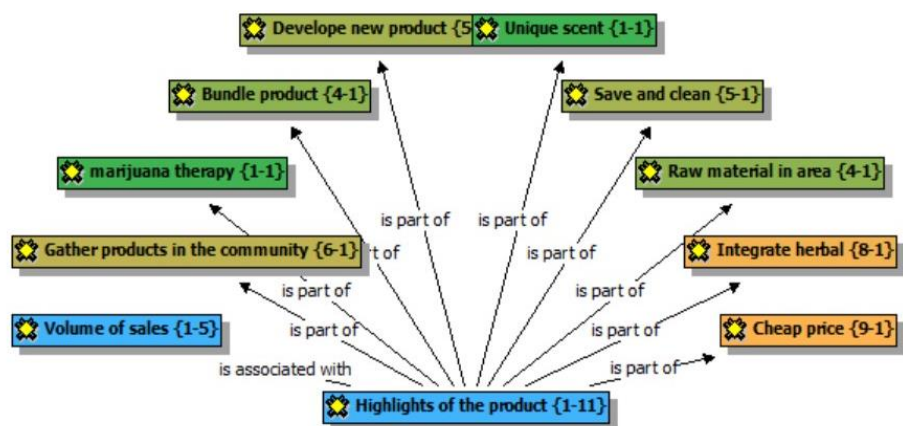 Develope new product {5
Unique scent {1-1}
Bundle product {4-1}
Save and clean {5-1}
marijuana therapy {1-1}
Raw material in area {4-1}
is part of
is part of
Gather products in the community {6-1}
of
is part of
Integrate herbal {8-1}
is part of
is part of
Volume of sales {1-5}
is part of
is part of
Cheap price {9-1}
is associated with
is part of
Highlights of the product {1-11}